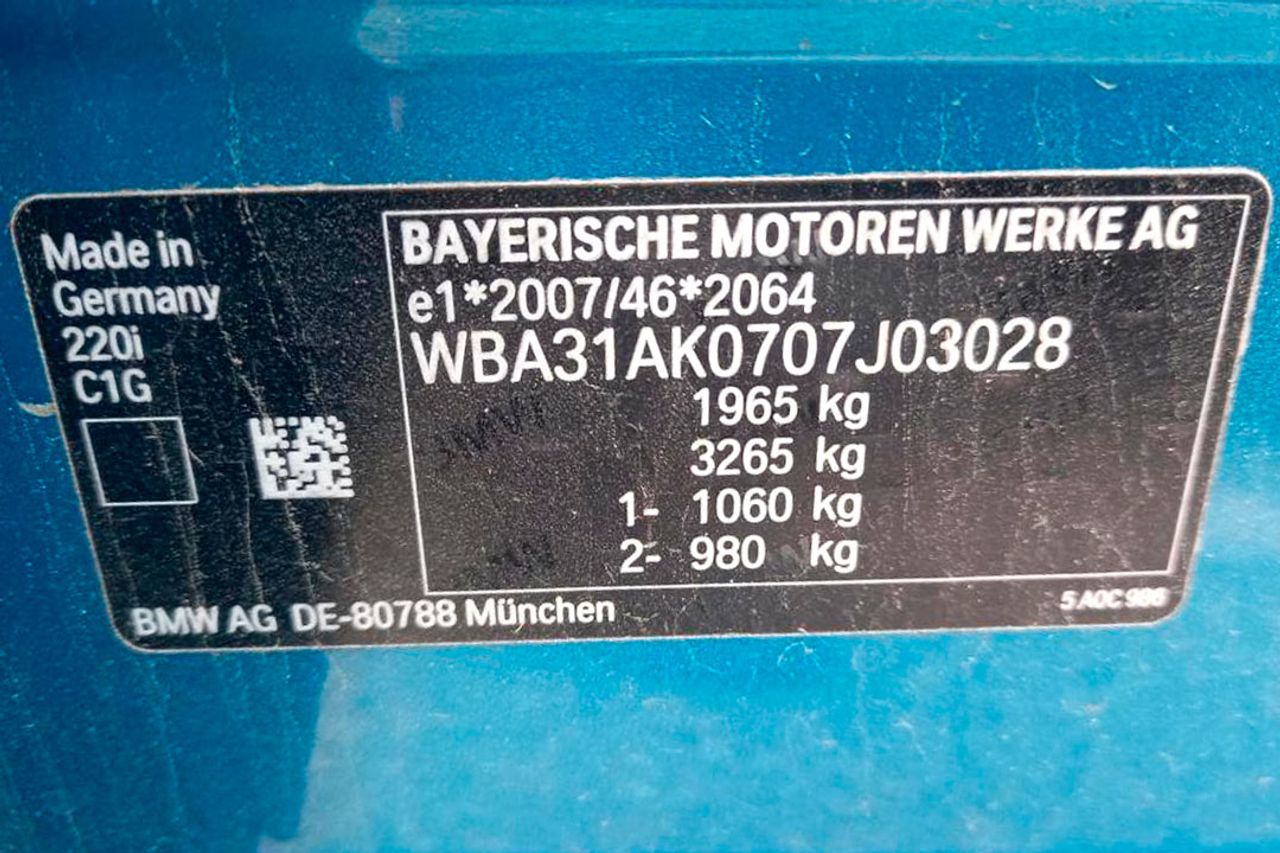 Made in
Germany
220i
C1G
BAYERISCHE MOTOREN WERKE AG
e1*2007/46*2064
WBA31AK0707J03028
1965 kg
3265 kg
1- 1060 kg
2- 980 kg
BMW AG DE-80788 München
5 A0C 986